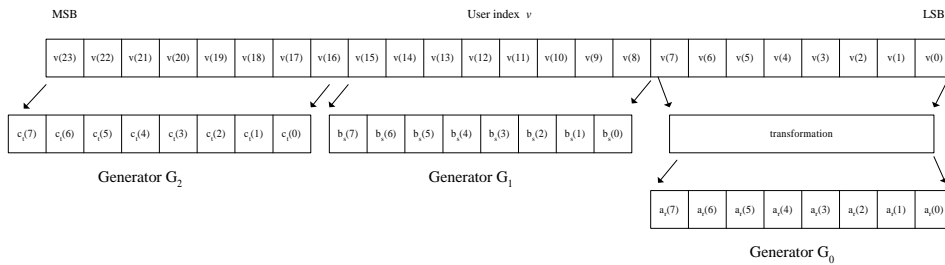 MSB User index v LSB
v(23) v(22) v(21) v(20) v(19) v(18) v(17) v(16) v(15) v(14) v(13) v(12) v(11) v(10) v(9) v(8) v(7) v(6) v(5) v(4) v(3) v(2) v(1) v(0)
c_t(7) c_t(6) c_t(5) c_t(4) c_t(3) c_t(2) c_t(1) c_t(0) b_s(7) b_s(6) b_s(5) b_s(4) b_s(3) b_s(2) b_s(1) b_s(0) transformation
Generator G_2 Generator G_1
a_r(7) a_r(6) a_r(5) a_r(4) a_r(3) a_r(2) a_r(1) a_r(0)
Generator G_0